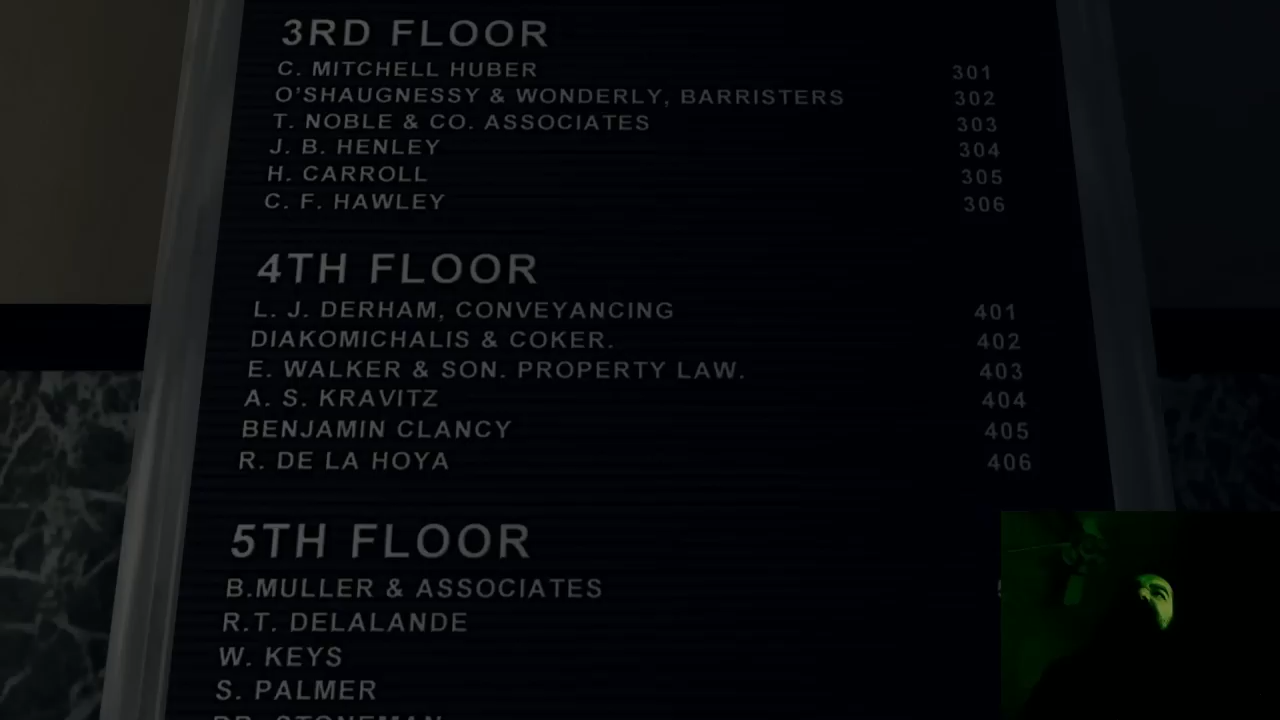 3RD FLOOR
C. MITCHELL HUBER 301
O'SHAUGNESSY & WONDERLY, BARRISTERS 302
T. NOBLE & CO. ASSOCIATES 303
J. B. HENLEY 304
H. CARROLL 305
C. F. HAWLEY 306
4TH FLOOR
L. J. DERHAM, CONVEYANCING 401
DIAKOMICHALIS & COKER. 402
E. WALKER & SON. PROPERTY LAW. 403
A. S. KRAVITZ 404
BENJAMIN CLANCY 405
R. DE LA HOYA 406
5TH FLOOR
B.MULLER & ASSOCIATES
R.T. DELALANDE
W. KEYS
S. PALMER